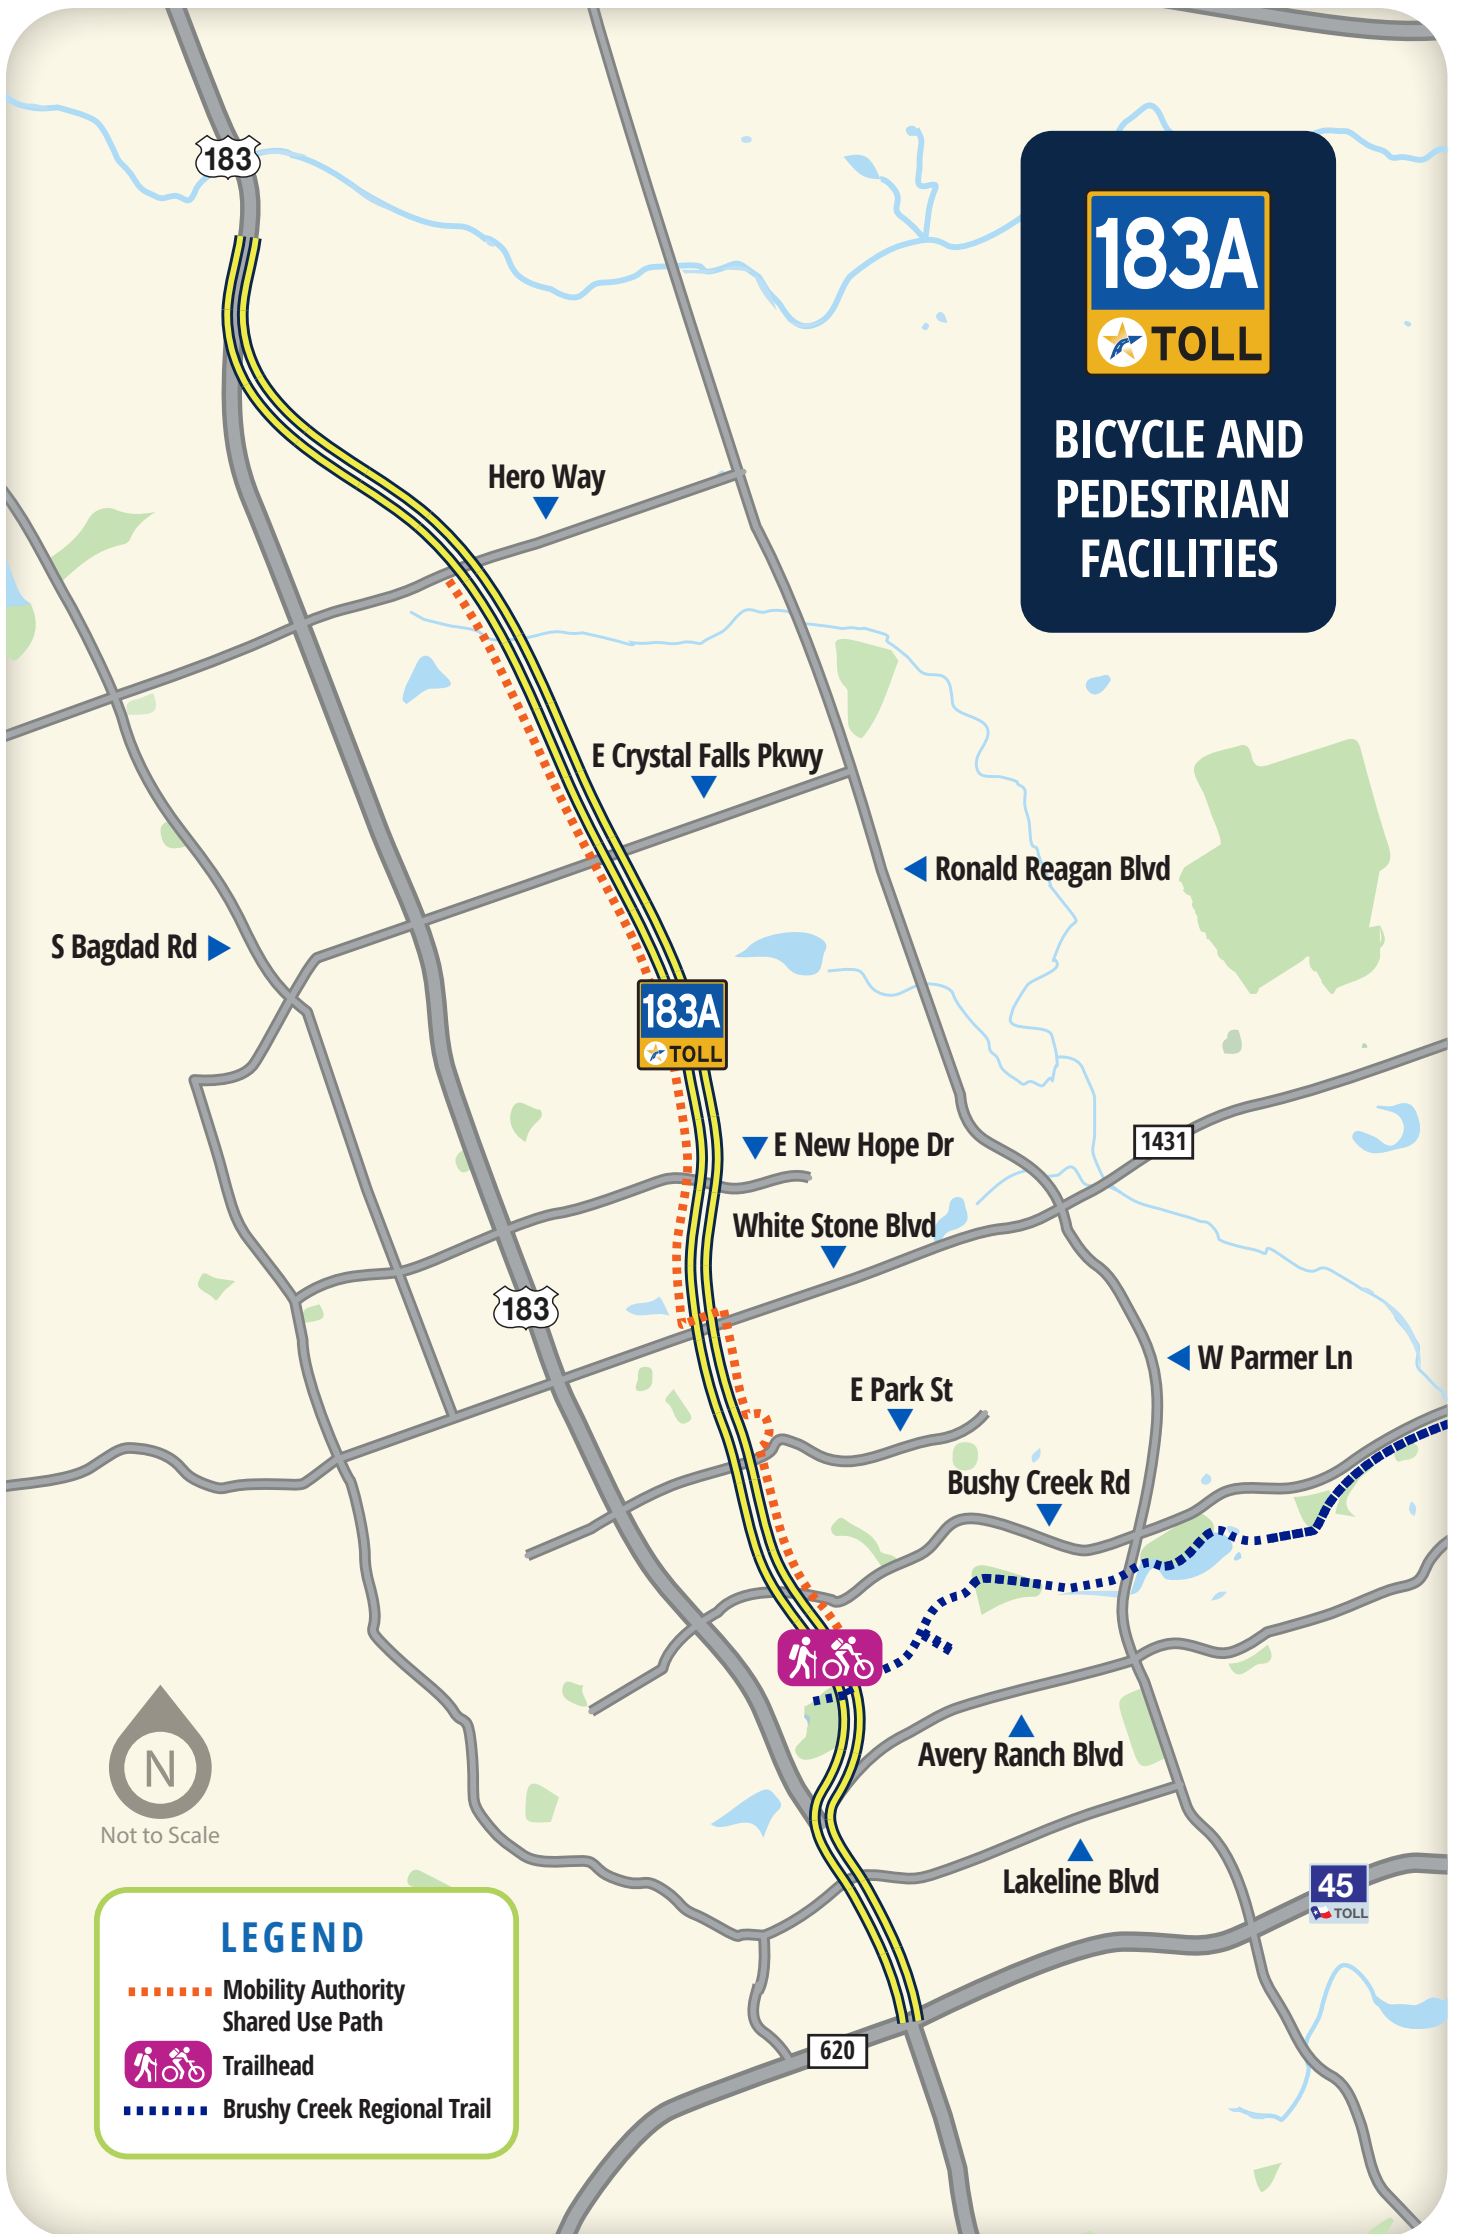 183
183A
TOLL
BICYCLE AND
PEDESTRIAN
FACILITIES
Hero Way
E Crystal Falls Pkwy
Ronald Reagan Blvd
S Bagdad Rd
183A
TOLL
E New Hope Dr
1431
White Stone Blvd
183
W Parmer Ln
E Park St
Bushy Creek Rd
Avery Ranch Blvd
N
Not to Scale
Lakeline Blvd
45
TOLL
620
LEGEND
Mobility Authority
Shared Use Path
Trailhead
Brushy Creek Regional Trail